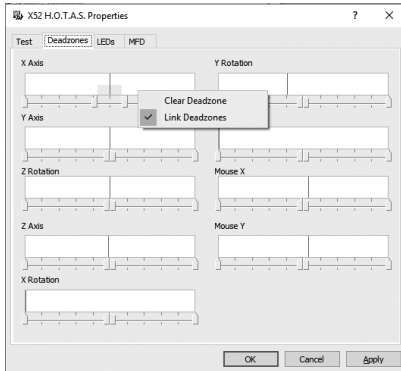 X52 H.O.T.A.S. Properties
? ×
Test Deadzones LEDs MFD
X Axis Y Rotation
Clear Deadzone
✓ Link Deadzones
Y Axis
Z Rotation Mouse X
Z Axis Mouse Y
X Rotation
OK Cancel Apply